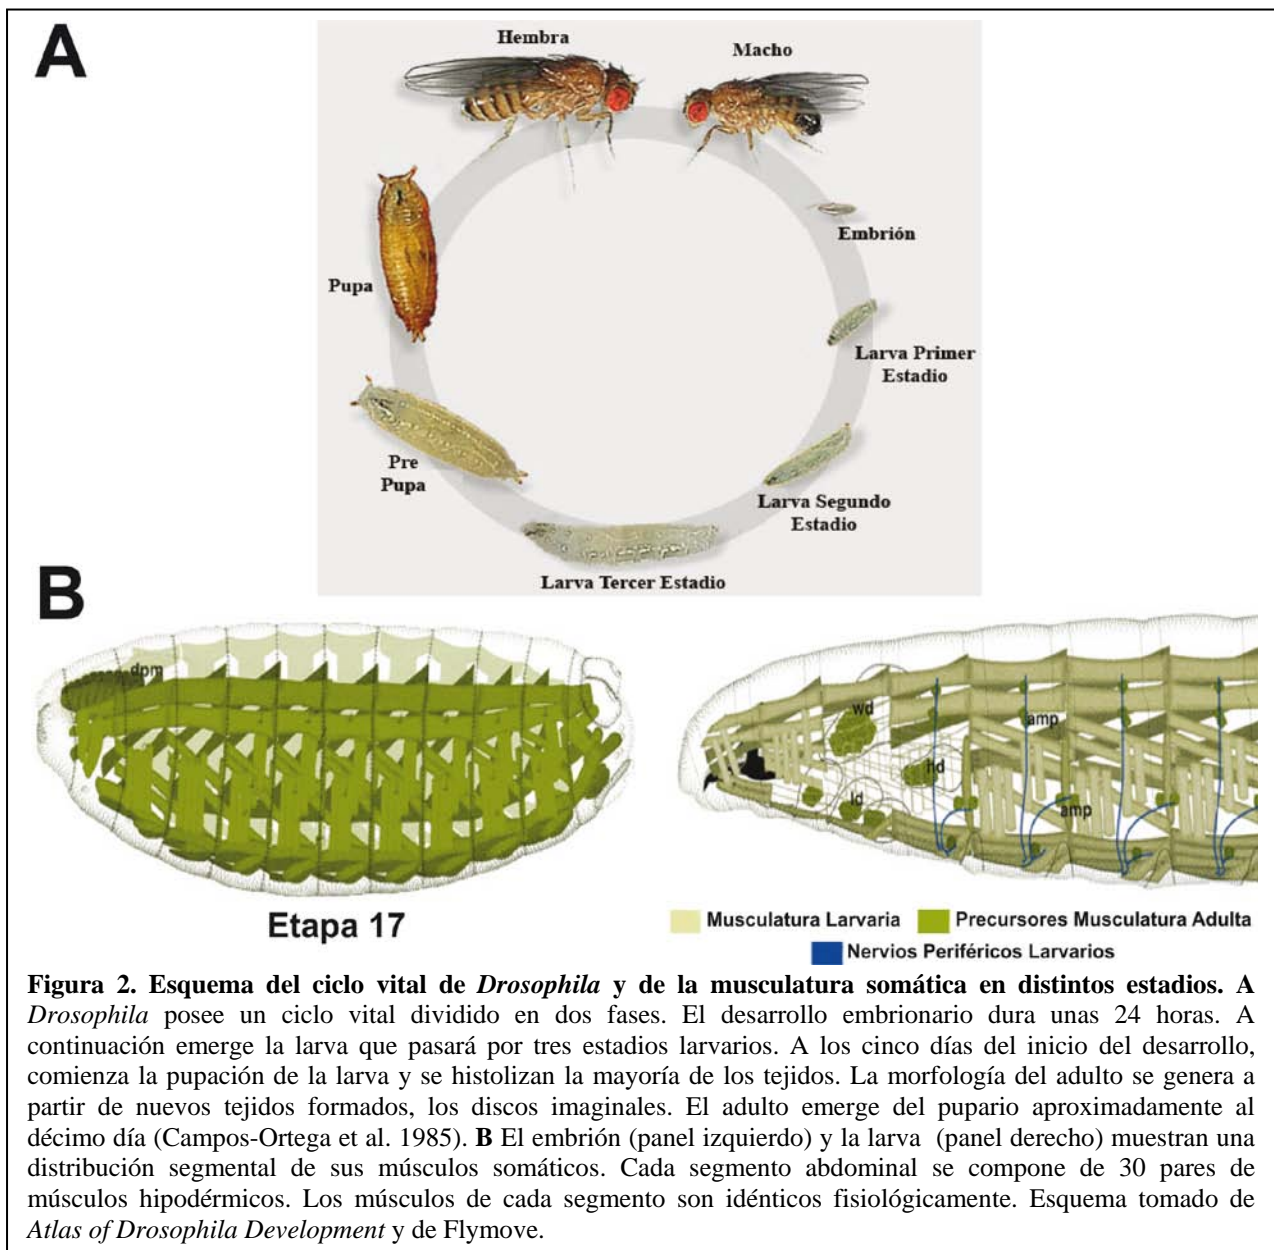 A
Hembra
Macho
Embrión
Larva Primer
Estadio
Larva Segundo
Estadio
Larva Tercer Estadio
Pre
Pupa
Pupa
B
dpm
Etapa 17
wd
amp
hd
ld
amp
Musculatura Larvaria
Precursores Musculatura Adulta
Nervios Periféricos Larvarios
Figura 2. Esquema del ciclo vital de Drosophila y de la musculatura somática en distintos estadios. A
Drosophila posee un ciclo vital dividido en dos fases. El desarrollo embrionario dura unas 24 horas. A
continuación emerge la larva que pasará por tres estadios larvarios. A los cinco días del inicio del desarrollo,
comienza la pupación de la larva y se histolizan la mayoría de los tejidos. La morfología del adulto se genera a
partir de nuevos tejidos formados, los discos imaginales. El adulto emerge del pupario aproximadamente al
décimo día (Campos-Ortega et al. 1985). B El embrión (panel izquierdo) y la larva (panel derecho) muestran una
distribución segmental de sus músculos somáticos. Cada segmento abdominal se compone de 30 pares de
músculos hipodérmicos. Los músculos de cada segmento son idénticos fisiológicamente. Esquema tomado de
Atlas of Drosophila Development y de Flymove.